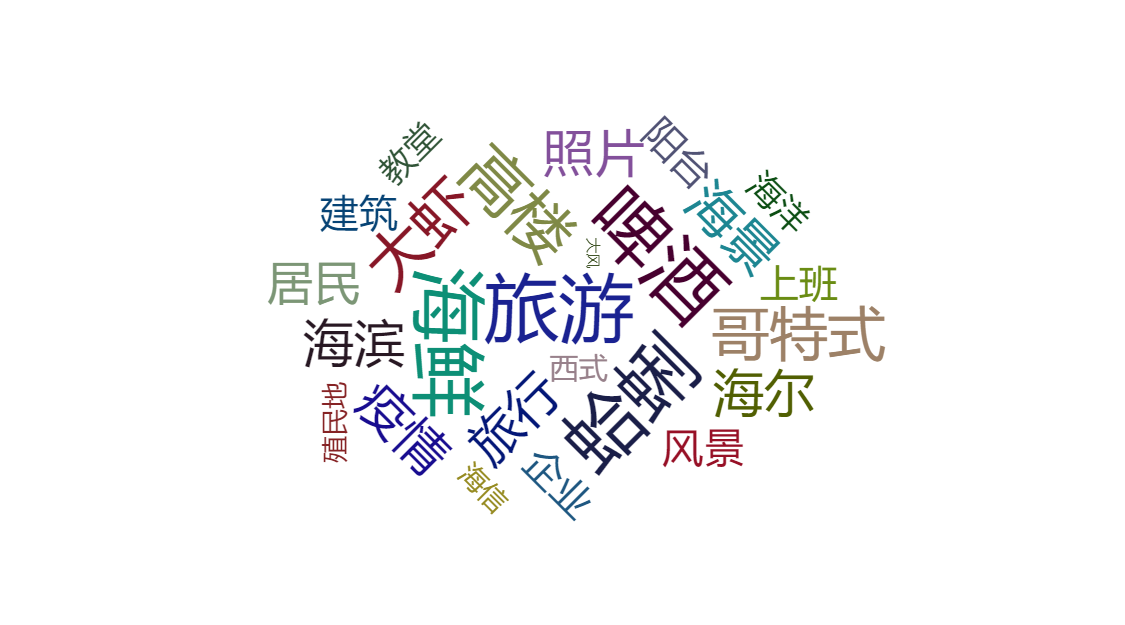 教堂
照片
阳台
高楼
建筑
大虾
啤酒
海景
海洋
大风
居民
海鲜
旅游
上班
海滨
哥特式
西式
蛤蜊
海尔
殖民地
疫情
旅行
风景
海信
企业